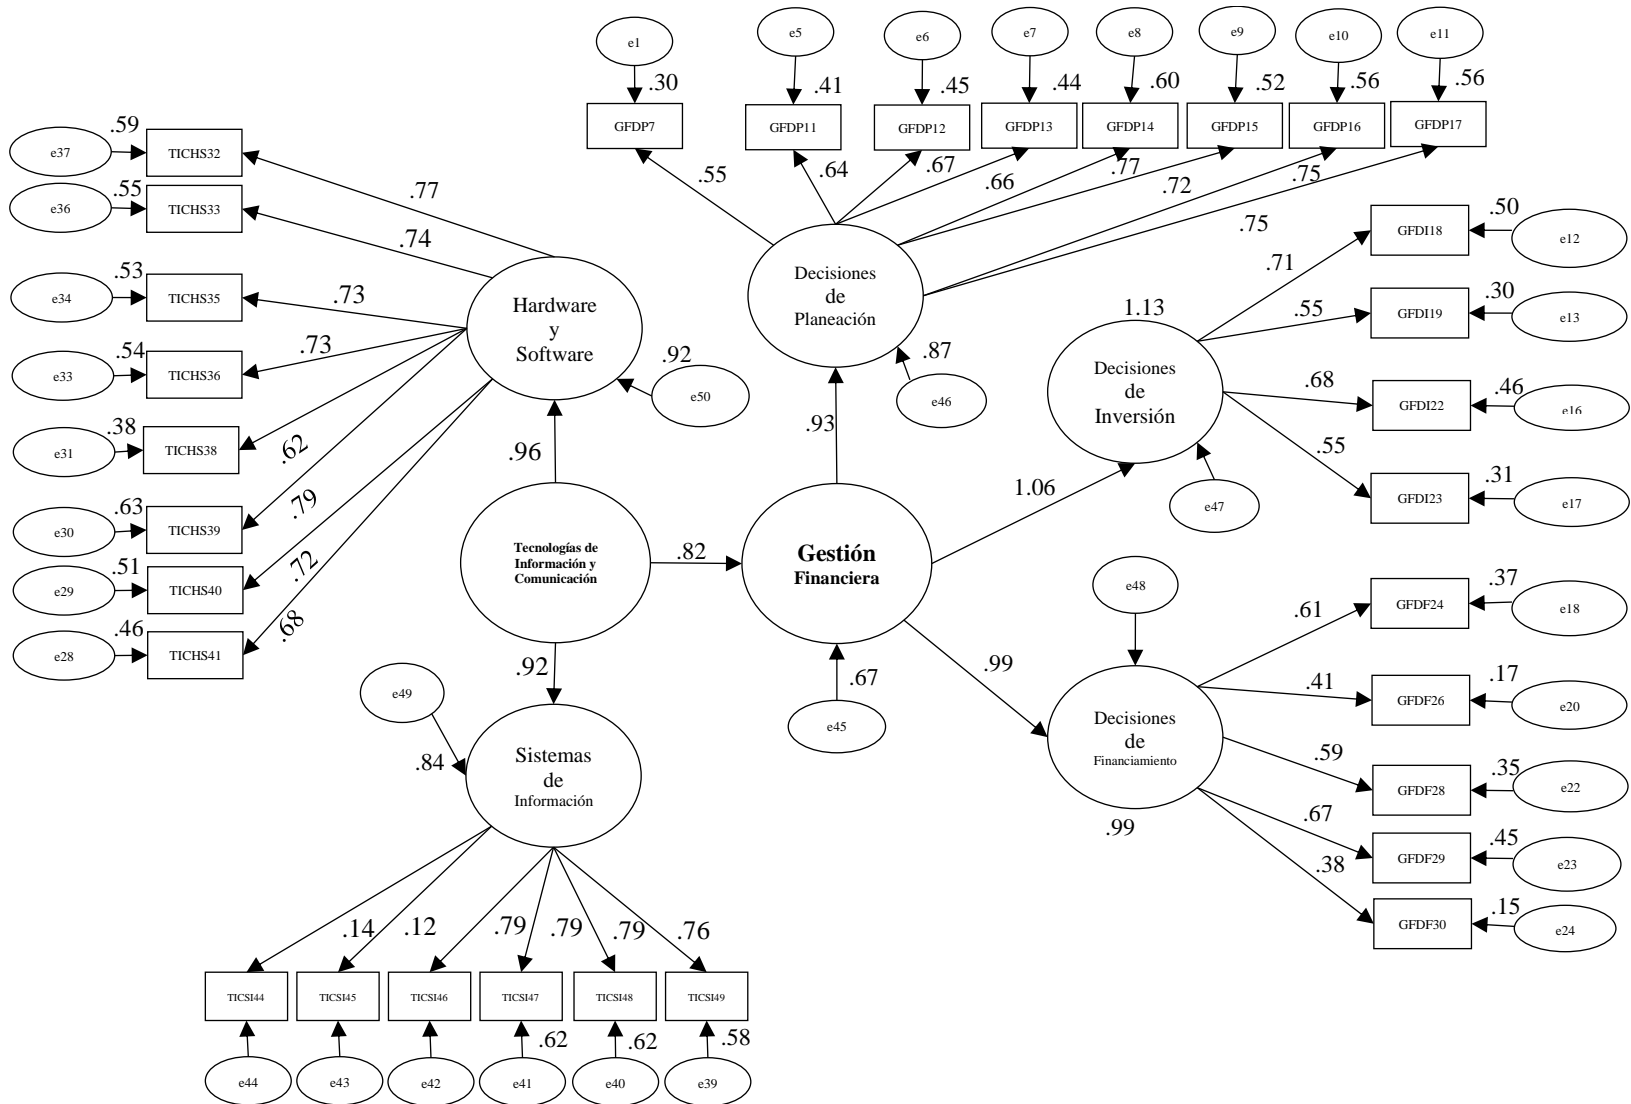 e1
e5
e6
e7
e8
e9
e10
e11
.30
.41
.45
.44
.60
.52
.56
.56
GFDP7
GFDP11
GFDP12
GFDP13
GFDP14
GFDP15
GFDP16
GFDP17
.55
.64
.67
.66
.77
.72
.75
.75
e37
.59
TICHS32
.77
e36
.55
TICHS33
.74
e34
.53
TICHS35
.73
e33
.54
TICHS36
.73
e31
.38
TICHS38
.62
e30
.63
TICHS39
.79
e29
.51
TICHS40
.72
e28
.46
TICHS41
.68
Hardware
y
Software
.92
e50
.96
Decisiones
de
Planeación
.87
e46
.93
1.13
Decisiones
de
Inversión
e47
1.06
.71
GFDI18
.50
e12
.55
GFDI19
.30
e13
.68
GFDI22
.46
e16
.55
GFDI23
.31
e17
Tecnologías de
Información y
Comunicación
.82
Gestión
Financiera
.67
e45
.99
e48
Decisiones
de
Financiamiento
.99
.61
GFDF24
.37
e18
.41
GFDF26
.17
e20
.59
GFDF28
.35
e22
.67
GFDF29
.45
e23
.38
GFDF30
.15
e24
.92
e49
.84
Sistemas
de
Información
.14
.12
.79
.79
.79
.76
TICSI44
TICSI45
TICSI46
TICSI47
TICSI48
TICSI49
.62
.62
.58
e44
e43
e42
e41
e40
e39